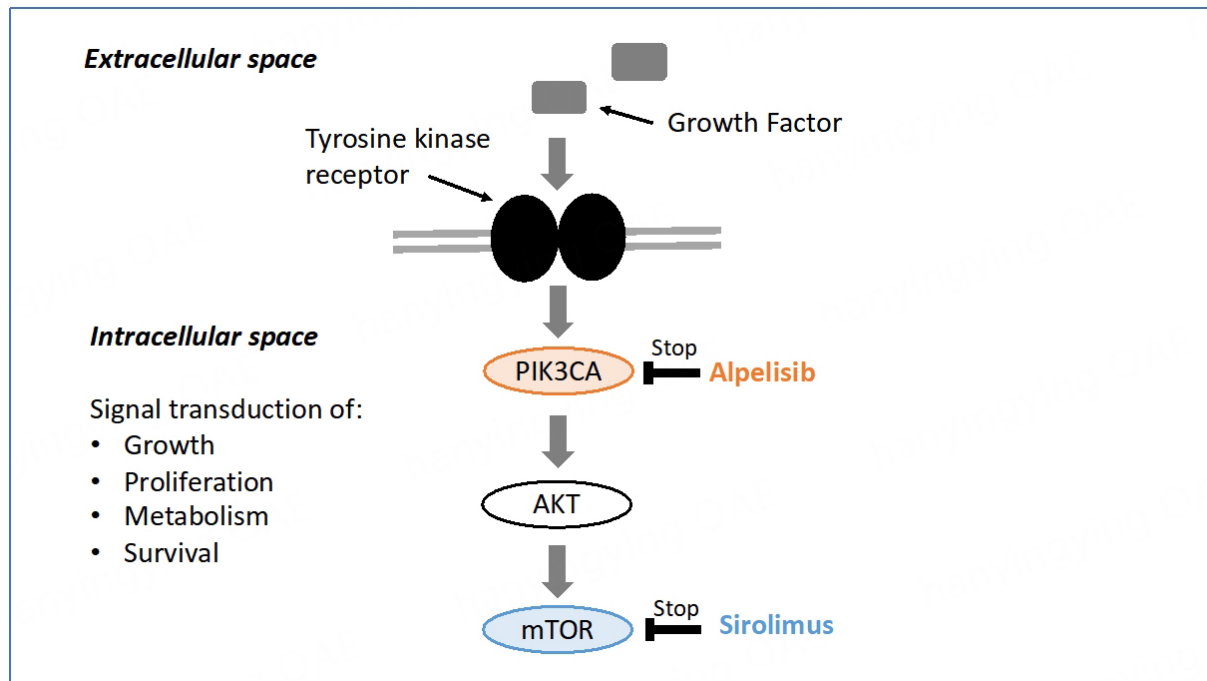 Extracellular space
Growth Factor
Tyrosine kinase
receptor
Intracellular space
Signal transduction of:
• Growth
• Proliferation
• Metabolism
• Survival
PIK3CA
Stop
Alpelisib
AKT
mTOR
Stop
Sirolimus